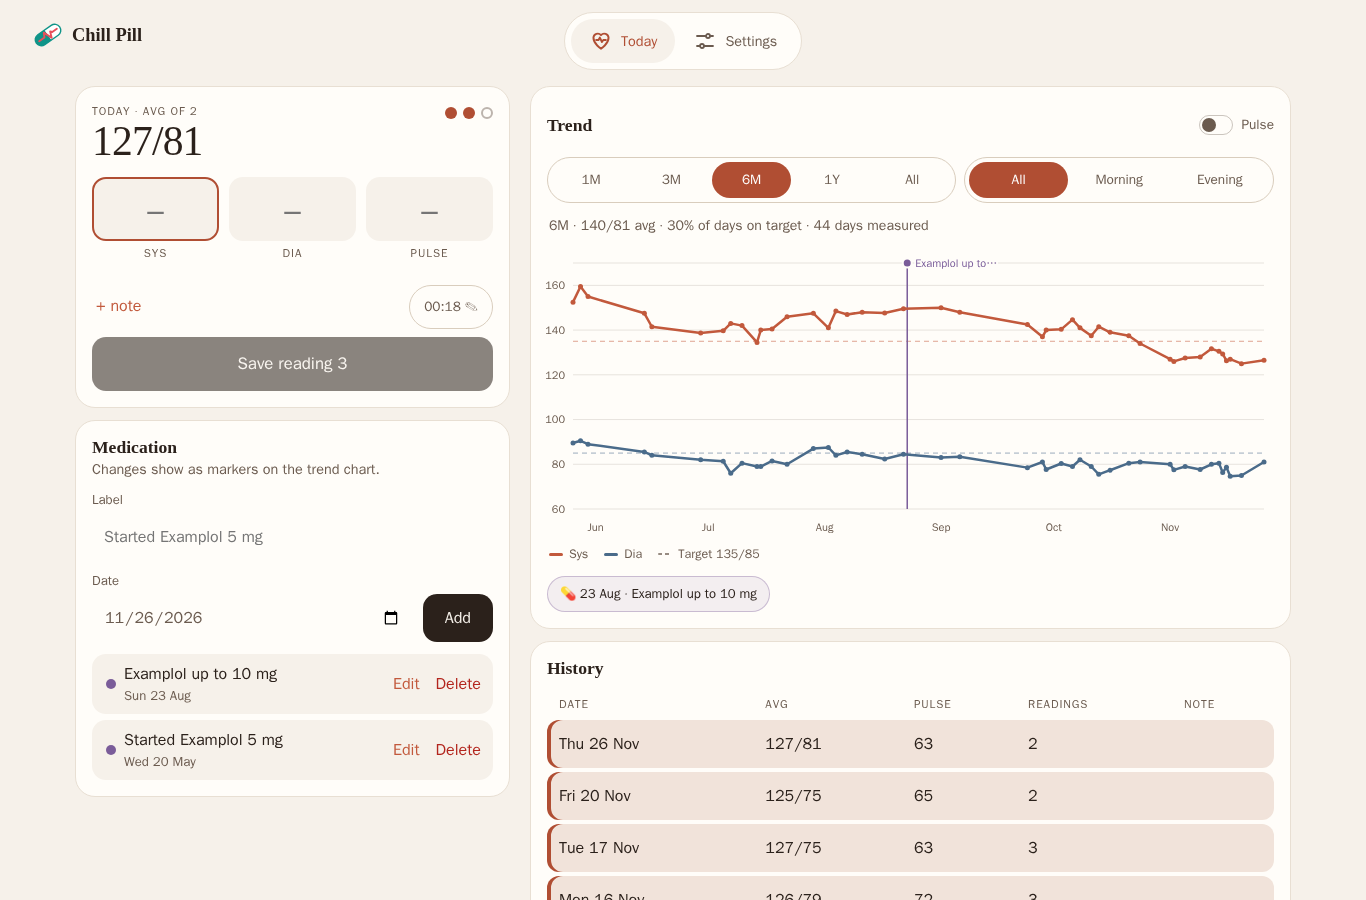 Chill Pill
Today
Settings
TODAY · AVG OF 2
127/81
—
—
—
SYS
DIA
PULSE
+ note
00:18 ✎
Save reading 3
Medication
Changes show as markers on the trend chart.
Label
Started Examplol 5 mg
Date
11/26/2026
Add
Examplol up to 10 mg
Sun 23 Aug
Edit
Delete
Started Examplol 5 mg
Wed 20 May
Edit
Delete
Trend
Pulse
1M 3M 6M 1Y All
All Morning Evening
6M · 140/81 avg · 30% of days on target · 44 days measured
Examplol up to···
160
140
120
100
80
60
Jun Jul Aug Sep Oct Nov
Sys Dia Target 135/85
💊 23 Aug · Examplol up to 10 mg
History
DATE AVG PULSE READINGS NOTE
Thu 26 Nov 127/81 63 2
Fri 20 Nov 125/75 65 2
Tue 17 Nov 127/75 63 3
Mon 16 Nov 126/79 72 3